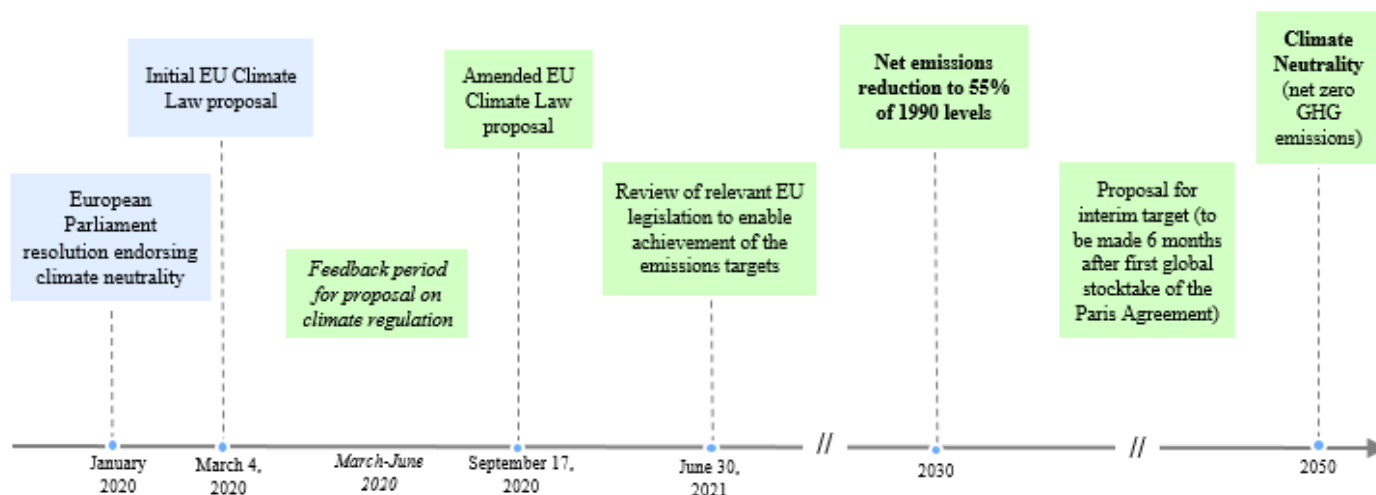 Initial EU Climate
Law proposal
Amended EU
Climate Law
proposal
Net emissions
reduction to 55%
of 1990 levels
Climate
Neutrality
(net zero
GHG
emissions)
European
Parliament
resolution endorsing
climate neutrality
Feedback period
for proposal on
climate regulation
Review of relevant EU
legislation to enable
achievement of the
emissions targets
Proposal for
interim target (to
be made 6 months
after first global
stocktake of the
Paris Agreement)
//
//
January
2020
March 4,
2020
March-June
2020
September 17,
2020
June 30,
2021
2030
2050